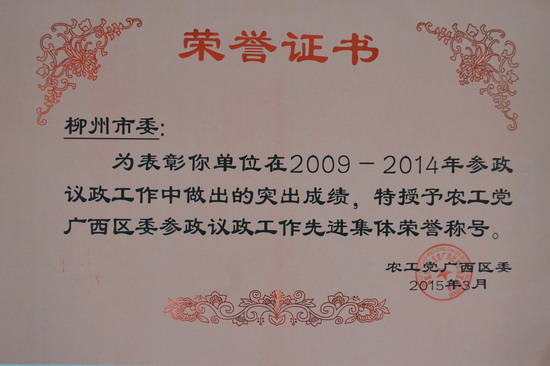 荣誉证书
柳州市委:
为表彰你单位在2009－2014年参政
议政工作中做出的突出成绩，特授予农工党
广西区委参政议政工作先进集体荣誉称号。
农工党广西区委
2015年3月